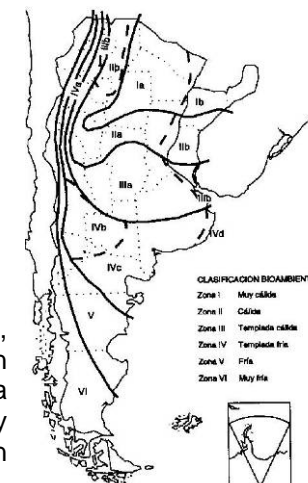 IIIb
IVa
IIb
Ia
Ib
IIa
IIb
IIIa
IIIb
IVd
IVb
IVc
V
VI
CLASIFICACION BIOAMBIENT
Zona I Muy cálida
Zona II Cálida
Zona III Templada cálida
Zona IV Templada fría
Zona V Fría
Zona VI Muy fría
,
n
a
y
n